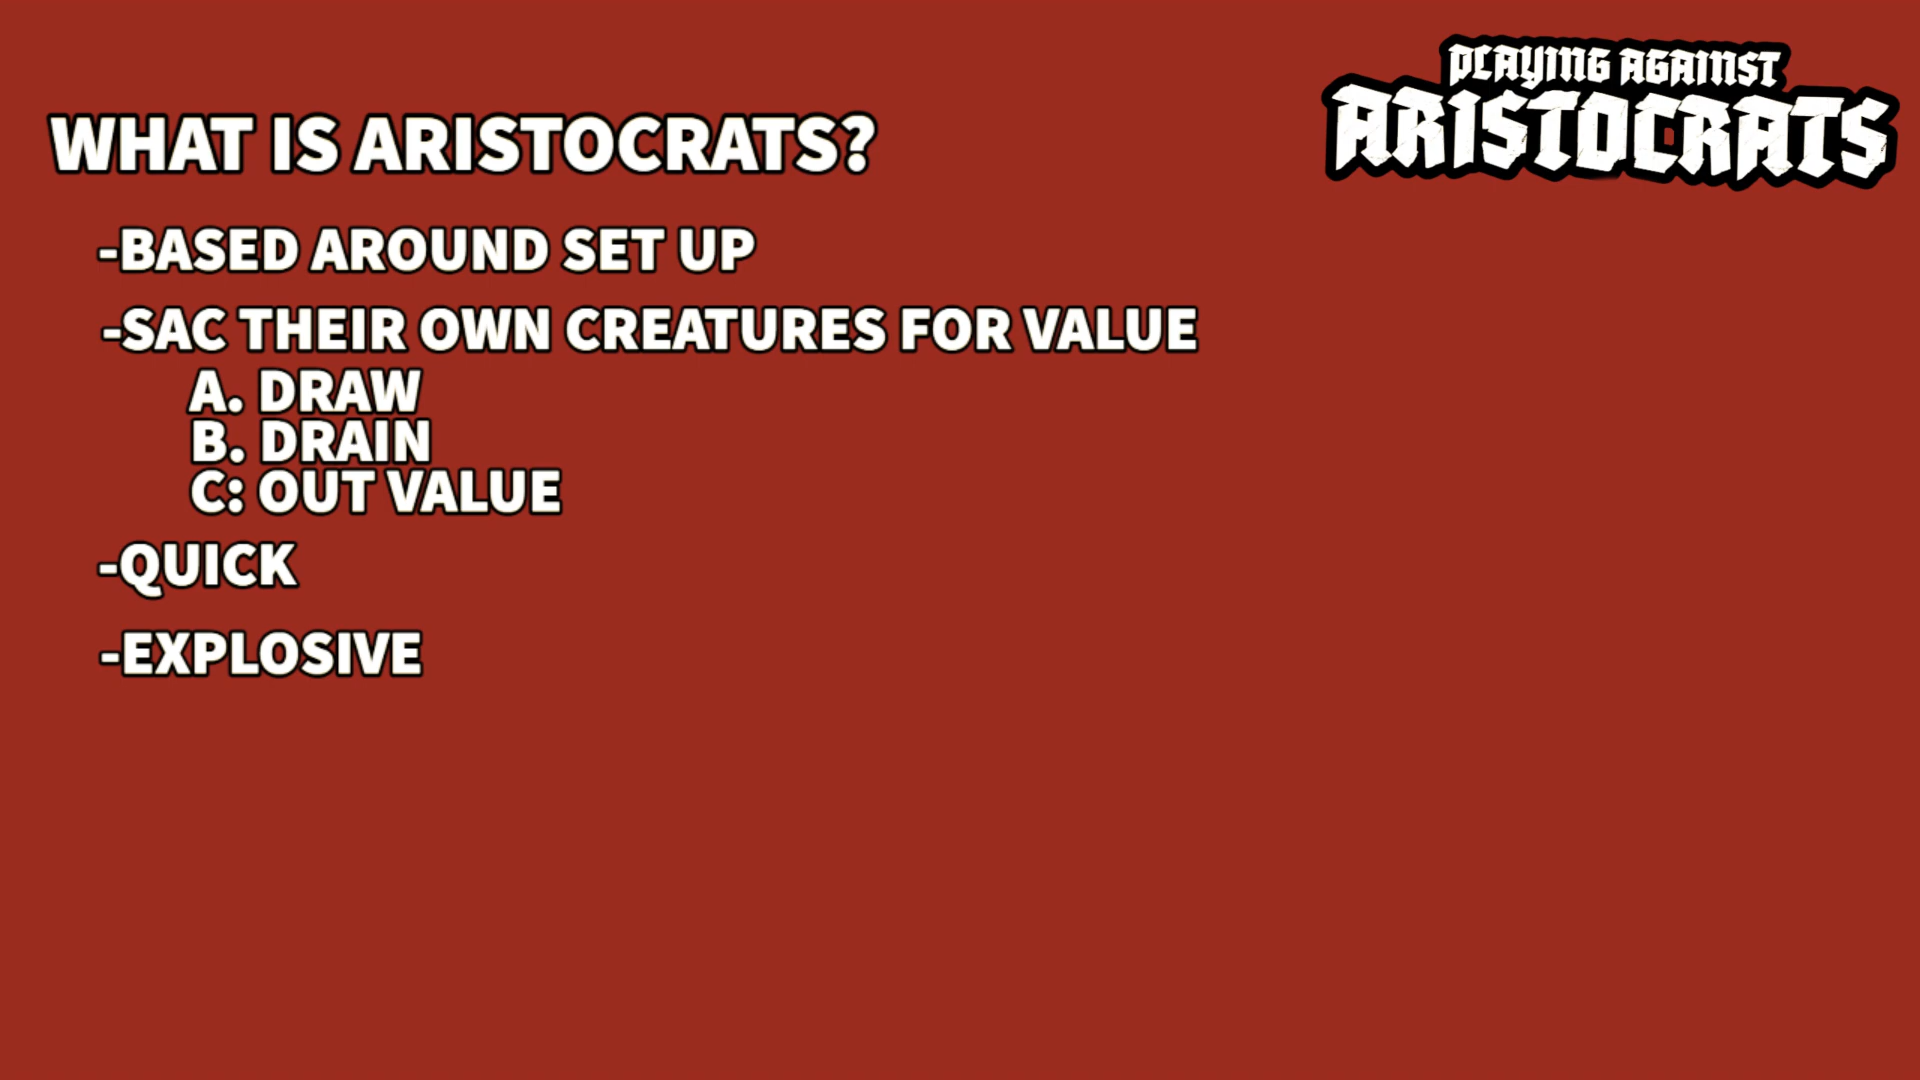 PLAYING AGAINST
ARISTOCRATS
WHAT IS ARISTOCRATS?
-BASED AROUND SET UP
-SAC THEIR OWN CREATURES FOR VALUE
A. DRAW
B. DRAIN
C: OUT VALUE
-QUICK
-EXPLOSIVE